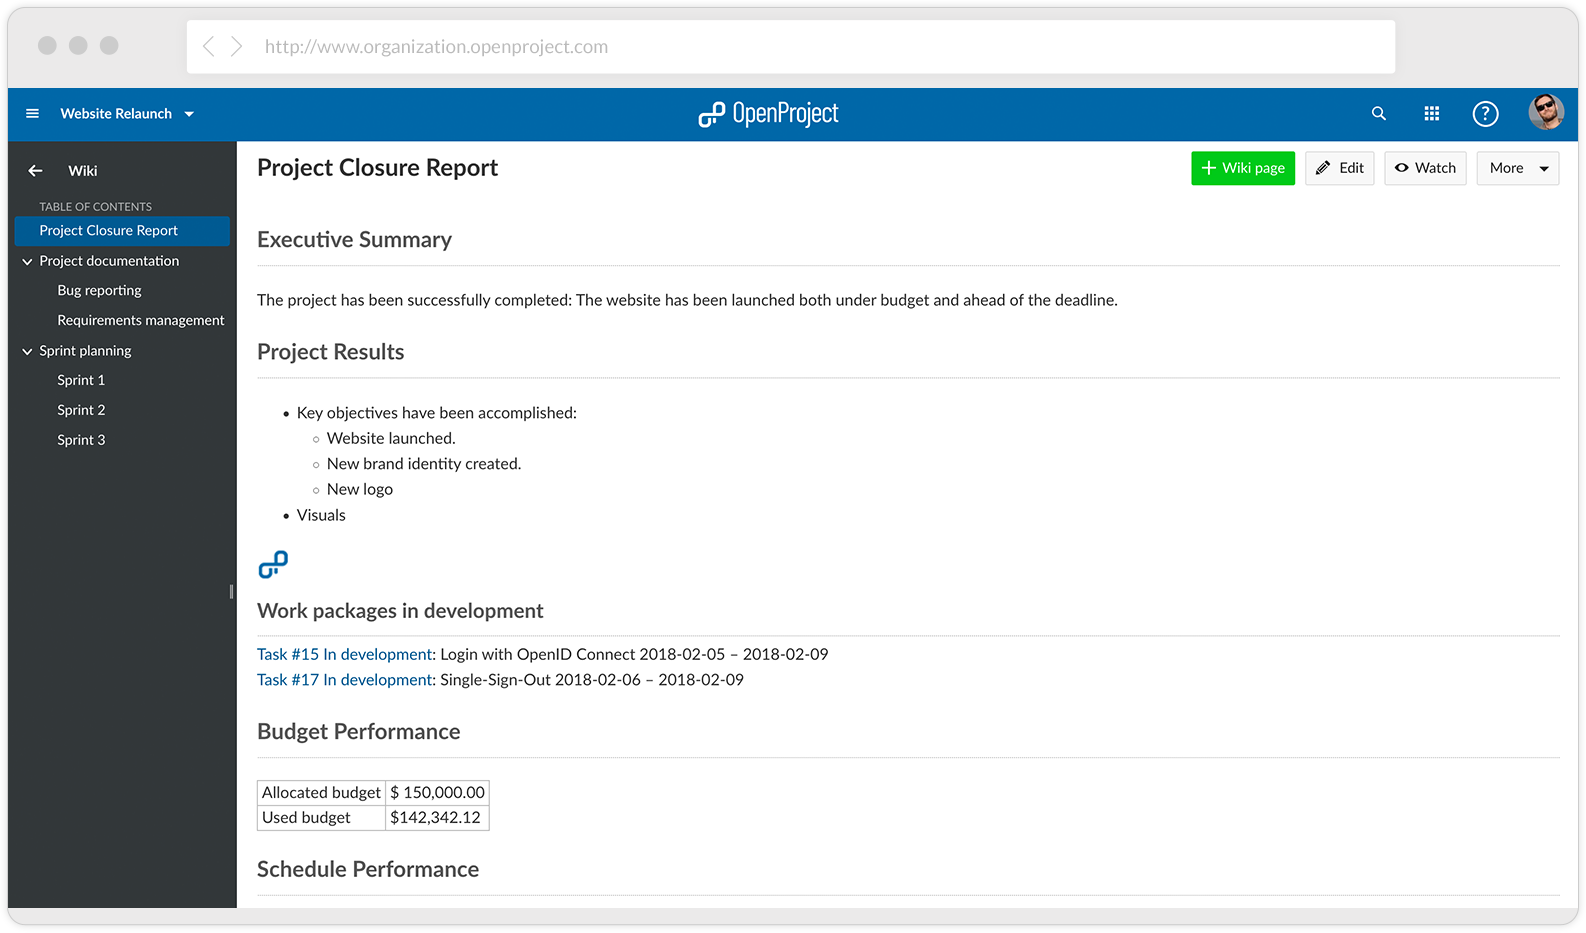 http://www.organization.openproject.com
Website Relaunch
OpenProject
?
Wiki
TABLE OF CONTENTS
Project Closure Report
Project documentation
Bug reporting
Requirements management
Sprint planning
Sprint 1
Sprint 2
Sprint 3
Project Closure Report
+ Wiki page
Edit
Watch
More
Executive Summary
The project has been successfully completed: The website has been launched both under budget and ahead of the deadline.
Project Results
• Key objectives have been accomplished:
○ Website launched.
○ New brand identity created.
○ New logo
• Visuals
Work packages in development
Task #15 In development: Login with OpenID Connect 2018-02-05 – 2018-02-09
Task #17 In development: Single-Sign-Out 2018-02-06 – 2018-02-09
Budget Performance
Allocated budget $ 150,000.00
Used budget $142,342.12
Schedule Performance